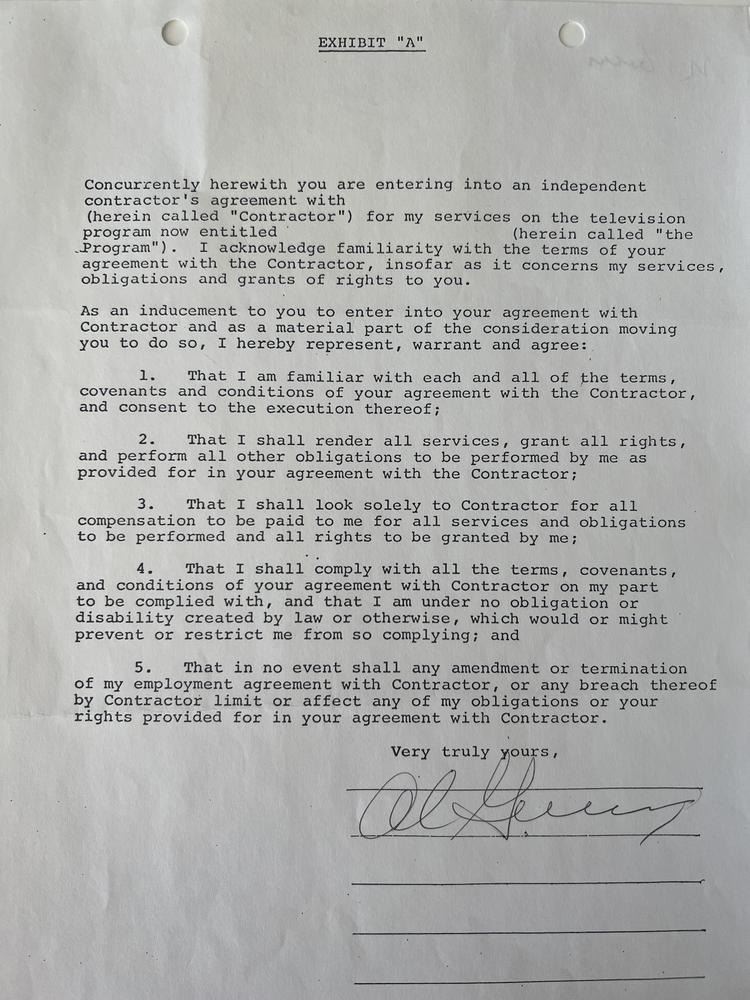 EXHIBIT "A"
Concurrently herewith you are entering into an independent
contractor's agreement with
(herein called "Contractor") for my services on the television
program now entitled (herein called "the
Program"). I acknowledge familiarity with the terms of your
agreement with the Contractor, insofar as it concerns my services,
obligations and grants of rights to you.
As an inducement to you to enter into your agreement with
Contractor and as a material part of the consideration moving
you to do so, I hereby represent, warrant and agree:
1. That I am familiar with each and all of the terms,
covenants and conditions of your agreement with the Contractor,
and consent to the execution thereof;
2. That I shall render all services, grant all rights,
and perform all other obligations to be performed by me as
provided for in your agreement with the Contractor;
3. That I shall look solely to Contractor for all
compensation to be paid to me for all services and obligations
to be performed and all rights to be granted by me;
4. That I shall comply with all the terms, covenants,
and conditions of your agreement with Contractor on my part
to be complied with, and that I am under no obligation or
disability created by law or otherwise, which would or might
prevent or restrict me from so complying; and
5. That in no event shall any amendment or termination
of my employment agreement with Contractor, or any breach thereof
by Contractor limit or affect any of my obligations or your
rights provided for in your agreement with Contractor.
Very truly yours,
Al Green